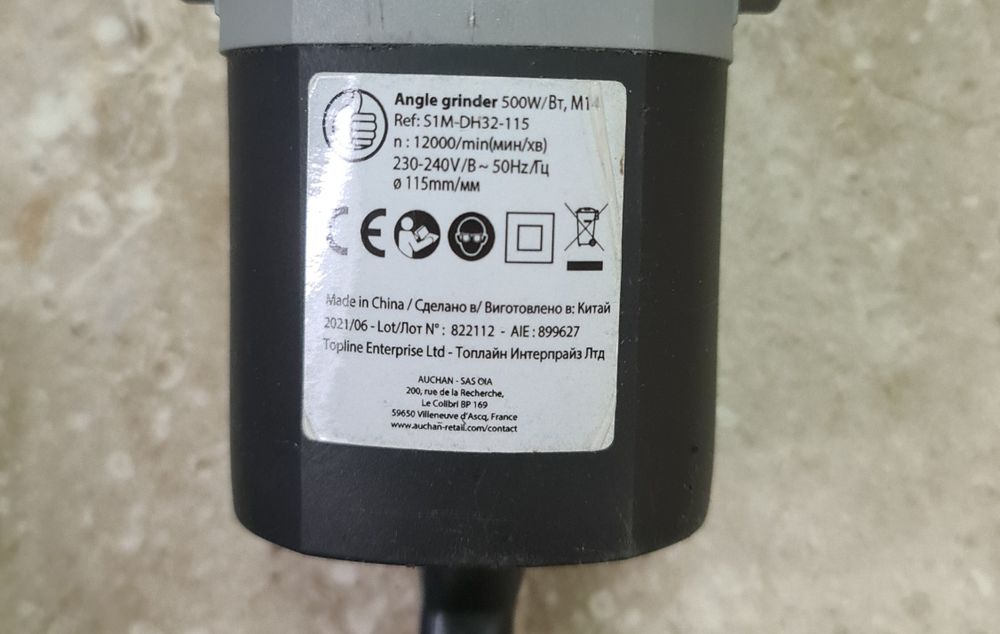 Angle grinder 500W/Вт, M14
Ref: S1M-DH32-115
n : 12000/min(мин/хв)
230-240V/В ~ 50Hz/Гц
ø 115mm/мм
CE
Made in China / Сделано в/ Виготовлено в: Китай
2021/06 - Lot/Лот N° : 822112 - AIE : 899627
Topline Enterprise Ltd - Топлайн Интерпрайз Лтд
AUCHAN - SAS OIA
200, rue de la Recherche,
Le Colibri BP 169
59650 Villeneuve d'Ascq, France
www.auchan-retail.com/contact